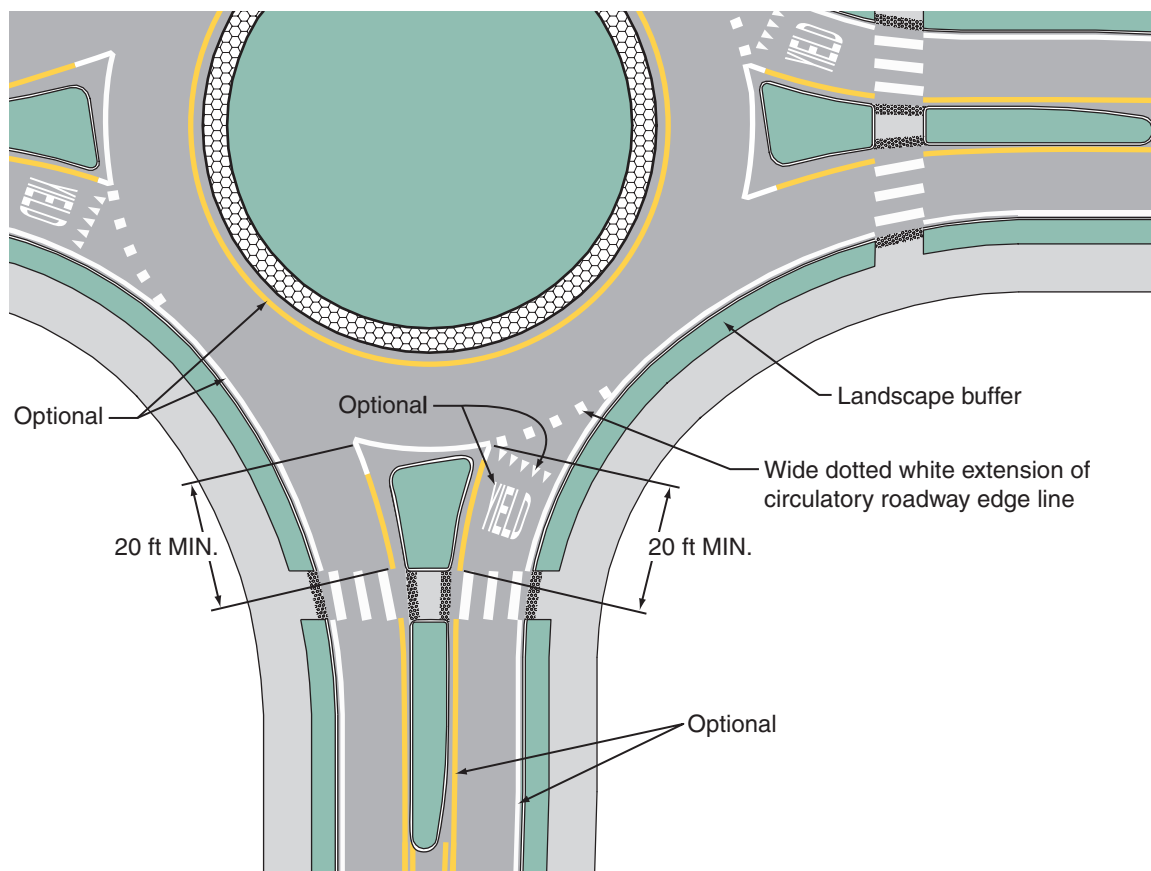 YIELD
YIELD
Optional
Optional
Landscape buffer
Wide dotted white extension of
circulatory roadway edge line
YIELD
20 ft MIN.
20 ft MIN.
Optional